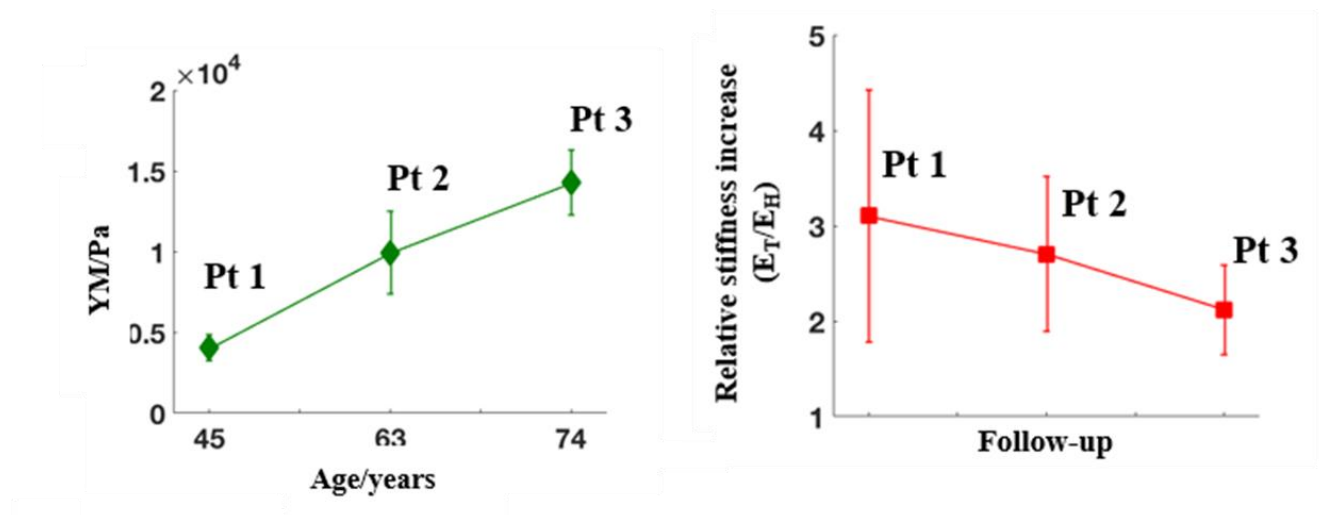 ×10⁴
2
1.5
1
0.5
0
YM/Pa
Pt 1
Pt 2
Pt 3
45 63 74
Age/years
5
4
3
2
1
Relative stiffness increase
(E_T/E_H)
Pt 1
Pt 2
Pt 3
Follow-up